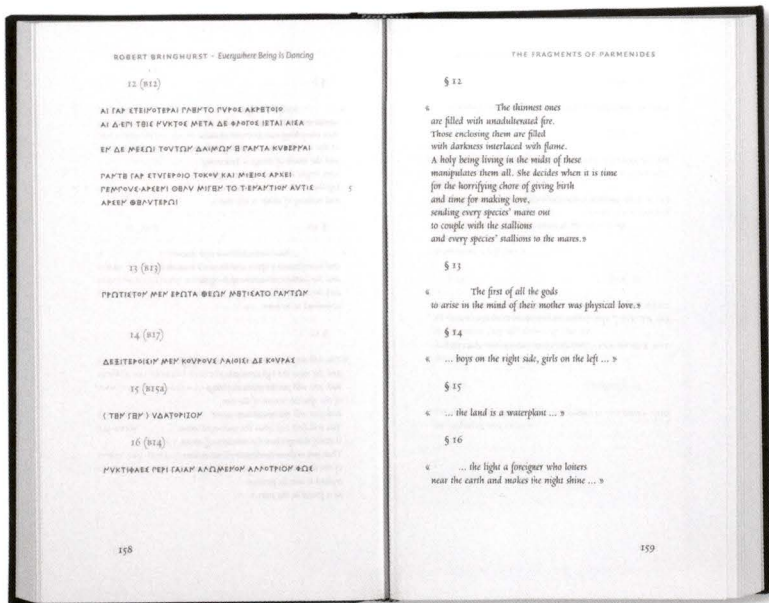 ROBERT BRINGHURST · Everywhere Being Is Dancing
12 (B12)
ΑΙ ΓΑΡ ΣΤΕΙΝΟΤΕΡΑΙ ΠΛΗΝΤΟ ΠΥΡΟΣ ΑΚΡΗΤΟΙΟ
ΑΙ Δ·ΕΠΙ ΤΗΙΣ ΝΥΚΤΟΣ ΜΕΤΑ ΔΕ ΦΛΟΓΟΣ ΙΕΤΑΙ ΑΙΣΑ
ΕΝ ΔΕ ΜΕΣΩΙ ΤΟΥΤΩΝ ΔΑΙΜΩΝ Η ΠΑΝΤΑ ΚΥΒΕΡΝΑΙ
ΠΑΝΤΗ ΓΑΡ ΣΤΥΓΕΡΟΙΟ ΤΟΚΟΥ ΚΑΙ ΜΙΞΙΟΣ ΑΡΧΕΙ
ΠΕΜΠΟΥΣ·ΑΡΣΕΝΙ ΘΗΛΥ ΜΙΓΗΝ ΤΟ Τ·ΕΝΑΝΤΙΟΝ ΑΥΤΙΣ 5
ΑΡΣΕΝ ΘΗΛΥΤΕΡΩΙ
13 (B13)
ΠΡΩΤΙΣΤΟΝ ΜΕΝ ΕΡΩΤΑ ΘΕΩΝ ΜΗΤΙΣΑΤΟ ΠΑΝΤΩΝ
14 (B17)
ΔΕΞΙΤΕΡΟΙΣΙΝ ΜΕΝ ΚΟΥΡΟΥΣ ΛΑΙΟΙΣΙ ΔΕ ΚΟΥΡΑΣ
15 (B15a)
( ΤΗΝ ΓΗΝ ) ΥΔΑΤΟΡΙΖΟΝ
16 (B14)
ΝΥΚΤΙΦΑΕΣ ΠΕΡΙ ΓΑΙΑΝ ΑΛΩΜΕΝΟΝ ΑΛΛΟΤΡΙΟΝ ΦΩΣ
158
THE FRAGMENTS OF PARMENIDES
§ 12
« The thinnest ones
are filled with unadulterated fire.
Those enclosing them are filled
with darkness interlaced with flame.
A holy being living in the midst of these
manipulates them all. She decides when it is time
for the horrifying chore of giving birth
and time for making love,
sending every species' mares out
to couple with the stallions
and every species' stallions to the mares. »
§ 13
« The first of all the gods
to arise in the mind of their mother was physical love. »
§ 14
« ... boys on the right side, girls on the left ... »
§ 15
« ... the land is a waterplant ... »
§ 16
« ... the light a foreigner who loiters
near the earth and makes the night shine ... »
159